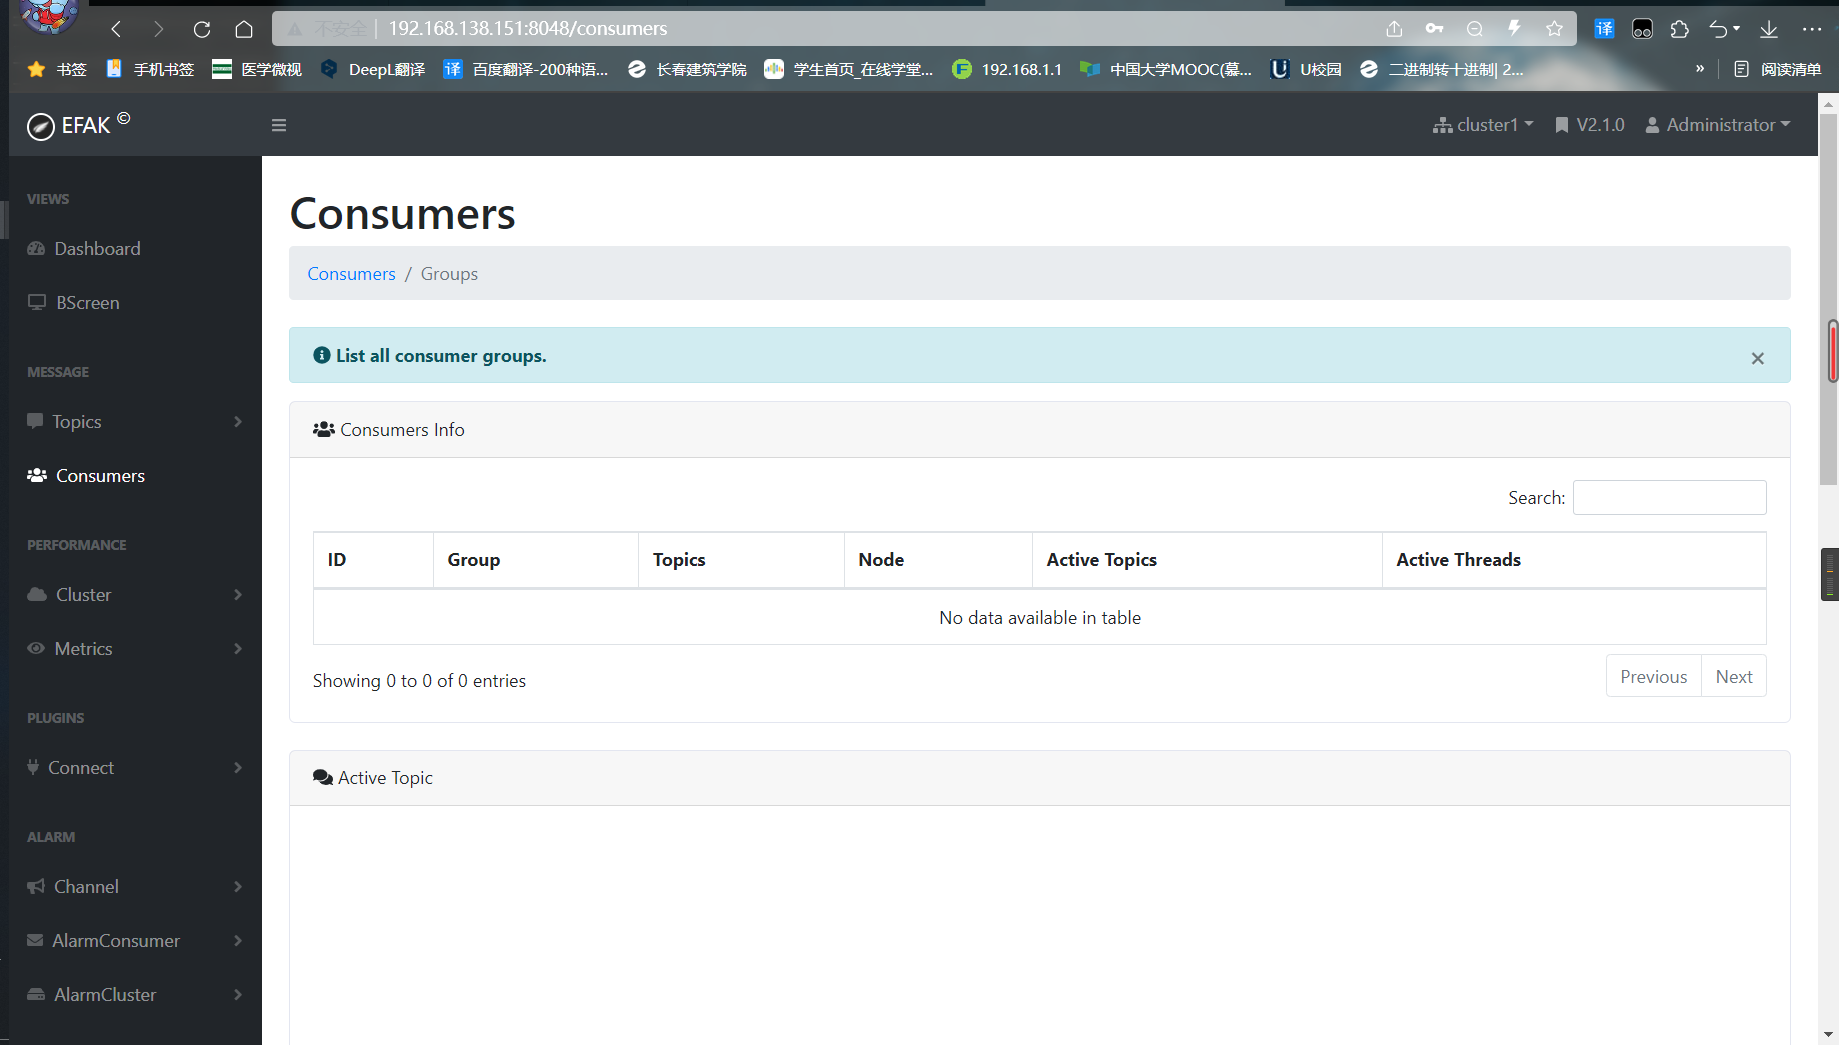 不安全 192.168.138.151:8048/consumers 译
书签 手机书签 医学微视 DeepL翻译 译 百度翻译-200种语... 长春建筑学院 学生首页_在线学堂... 192.168.1.1 中国大学MOOC(慕... U校园 二进制转十进制| 2... » 阅读清单
EFAK © cluster1 V2.1.0 Administrator
VIEWS
Dashboard
BScreen
MESSAGE
Topics
Consumers
PERFORMANCE
Cluster
Metrics
PLUGINS
Connect
ALARM
Channel
AlarmConsumer
AlarmCluster
Consumers
Consumers / Groups
List all consumer groups. ×
Consumers Info
Search:
ID Group Topics Node Active Topics Active Threads
No data available in table
Showing 0 to 0 of 0 entries Previous Next
Active Topic